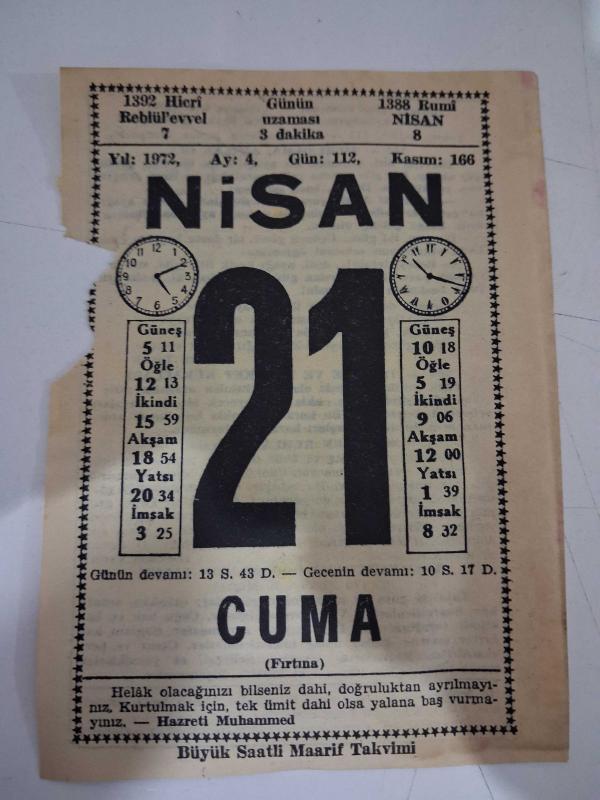 1392 Hicrî Günün 1388 Rumî
Rebiül'evvel uzaması NİSAN
7 3 dakika 8
Yıl: 1972, Ay: 4, Gün: 112, Kasım: 166
NiSAN
21
Güneş
5 11
Öğle
12 13
İkindi
15 59
Akşam
18 54
Yatsı
20 34
İmsak
3 25
Güneş
10 18
Öğle
5 19
İkindi
9 06
Akşam
12 00
Yatsı
1 39
İmsak
8 32
Günün devamı: 13 S. 43 D. — Gecenin devamı: 10 S. 17 D.
CUMA
(Fırtına)
Helâk olacağınızı bilseniz dahi, doğruluktan ayrılmayı-
nız. Kurtulmak için, tek ümit dahi olsa yalana baş vurma-
yınız. — Hazreti Muhammed
Büyük Saatli Maarif Takvimi